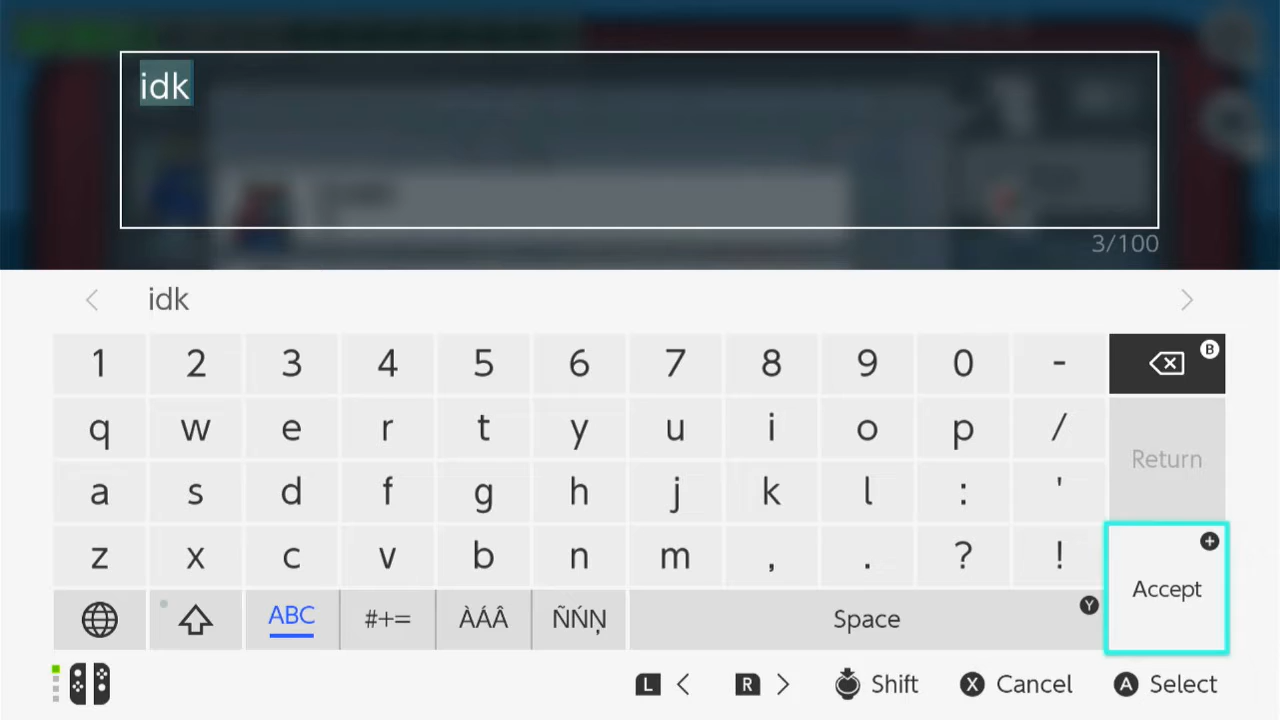 idk
3/100
< idk >
1 2 3 4 5 6 7 8 9 0 - B
q w e r t y u i o p / Return
a s d f g h j k l : '
z x c v b n m , . ? ! + Accept
ABC #+= ÀÁÂ ÑŃŅ Space Y
L < R > Shift X Cancel A Select